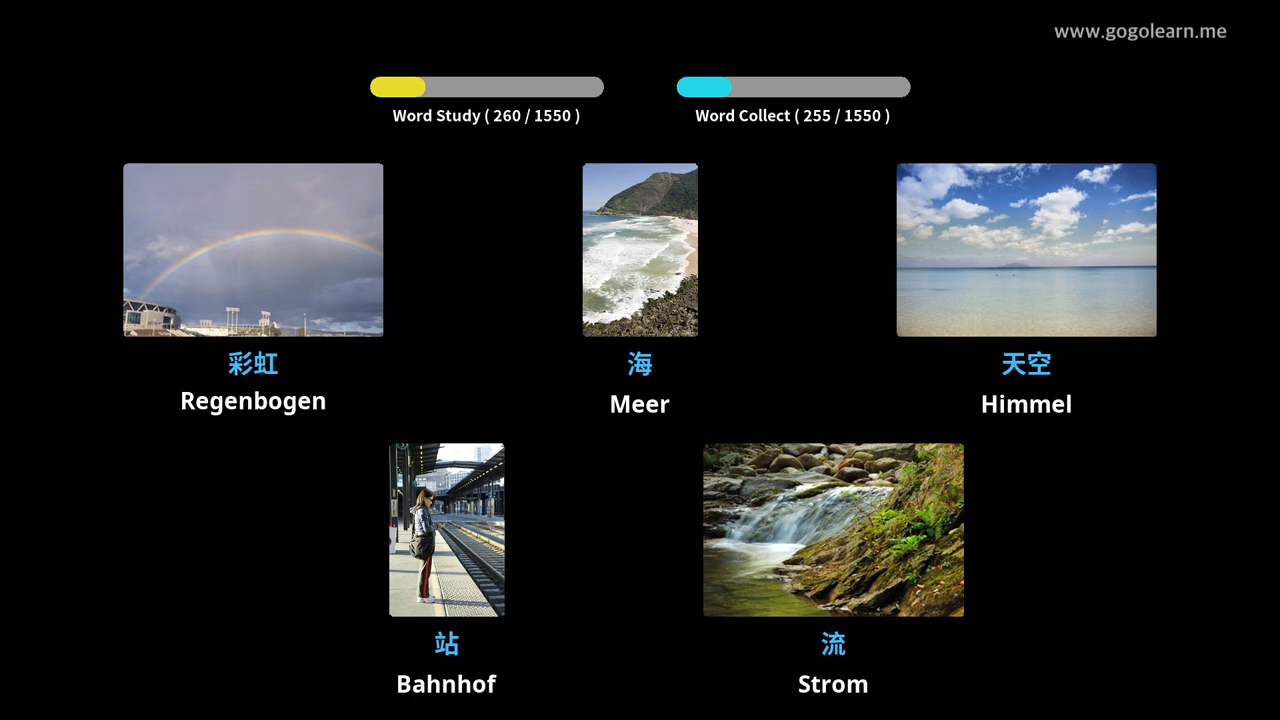 www.gogolearn.me
Word Study ( 260 / 1550 )
Word Collect ( 255 / 1550 )
彩虹
Regenbogen
海
Meer
天空
Himmel
站
Bahnhof
流
Strom